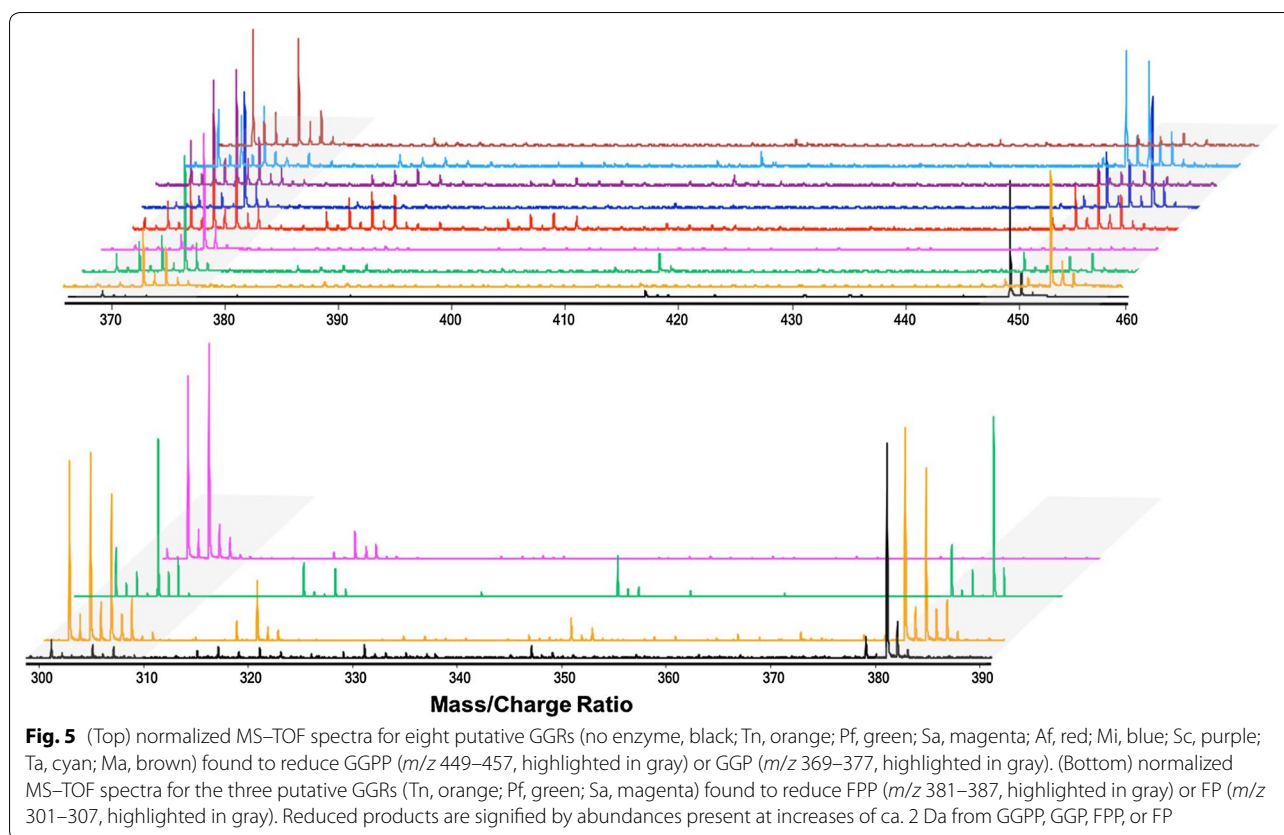 370 380 390 400 410 420 430 440 450 460
300 310 320 330 340 350 360 370 380 390
Mass/Charge Ratio
Fig. 5 (Top) normalized MS–TOF spectra for eight putative GGRs (no enzyme, black; Tn, orange; Pf, green; Sa, magenta; Af, red; Mi, blue; Sc, purple;
Ta, cyan; Ma, brown) found to reduce GGPP (m/z 449–457, highlighted in gray) or GGP (m/z 369–377, highlighted in gray). (Bottom) normalized
MS–TOF spectra for the three putative GGRs (Tn, orange; Pf, green; Sa, magenta) found to reduce FPP (m/z 381–387, highlighted in gray) or FP (m/z
301–307, highlighted in gray). Reduced products are signified by abundances present at increases of ca. 2 Da from GGPP, GGP, FPP, or FP